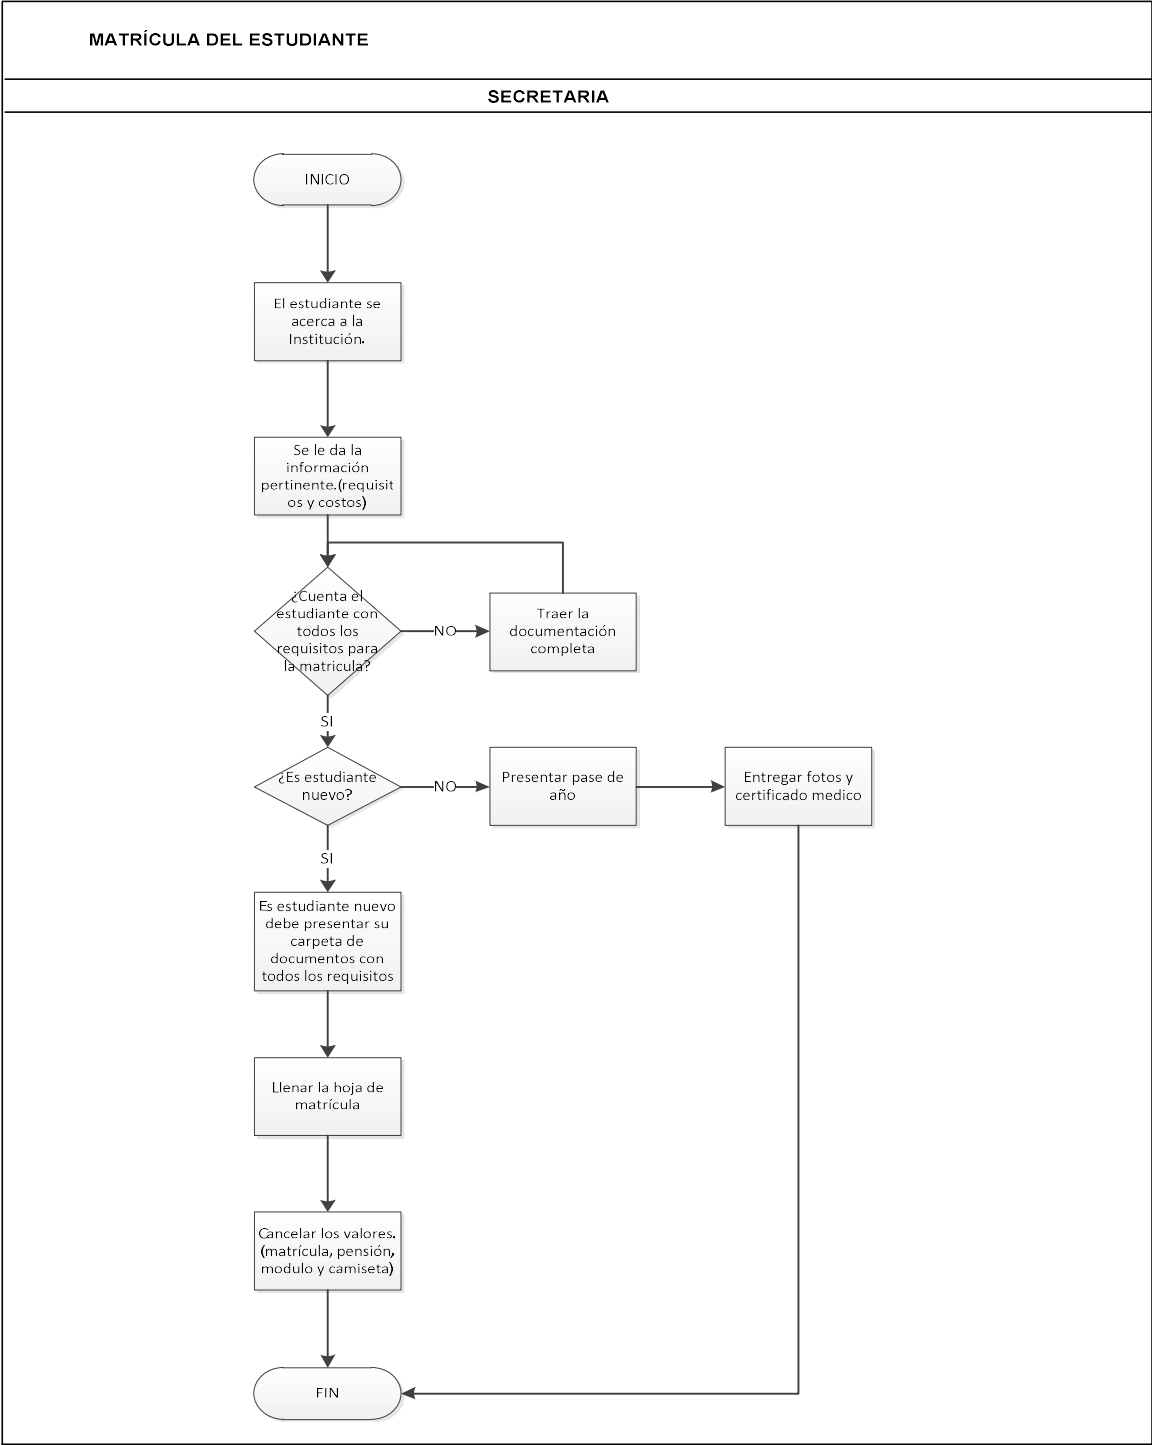 MATRÍCULA DEL ESTUDIANTE
SECRETARIA
INICIO
El estudiante se
acerca a la
Institución.
Se le da la
información
pertinente.(requisit
os y costos)
¿Cuenta el
estudiante con
todos los
requisitos para
la matricula?
NO
Traer la
documentación
completa
SI
¿Es estudiante
nuevo?
NO
Presentar pase de
año
Entregar fotos y
certificado medico
SI
Es estudiante nuevo
debe presentar su
carpeta de
documentos con
todos los requisitos
Llenar la hoja de
matrícula
Cancelar los valores.
(matrícula, pensión,
modulo y camiseta)
FIN